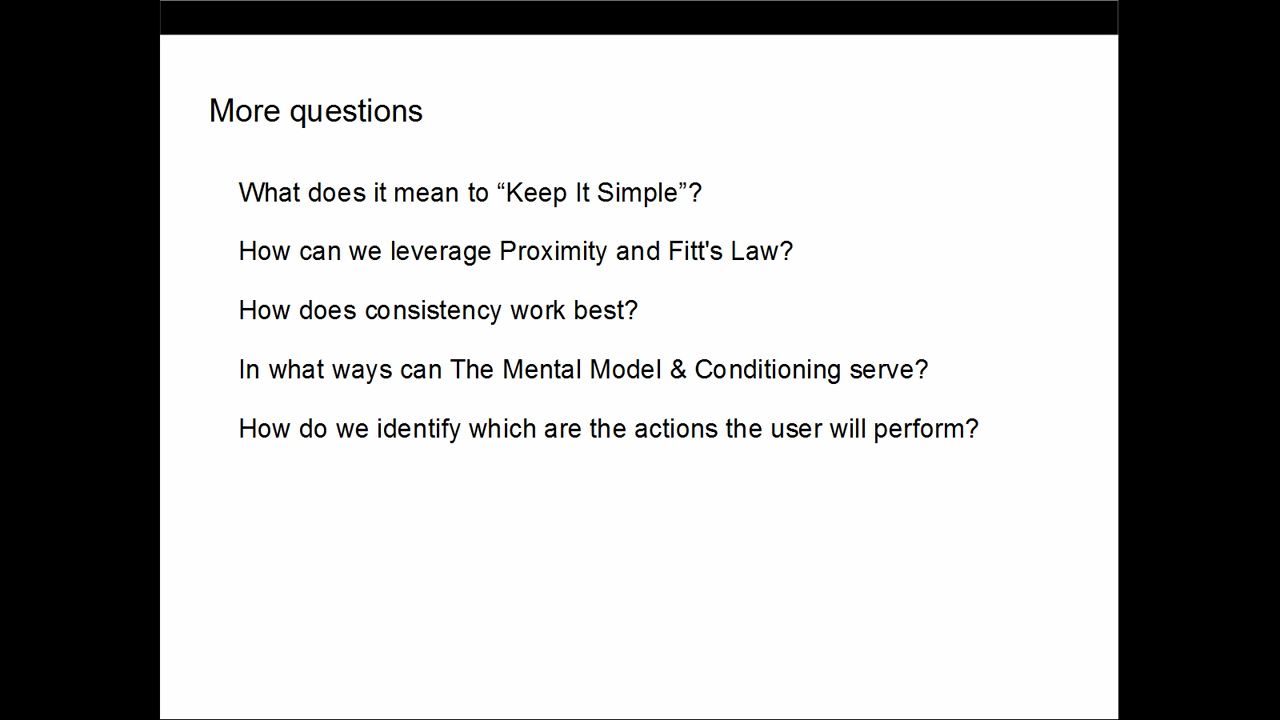 More questions
What does it mean to “Keep It Simple”?
How can we leverage Proximity and Fitt's Law?
How does consistency work best?
In what ways can The Mental Model & Conditioning serve?
How do we identify which are the actions the user will perform?